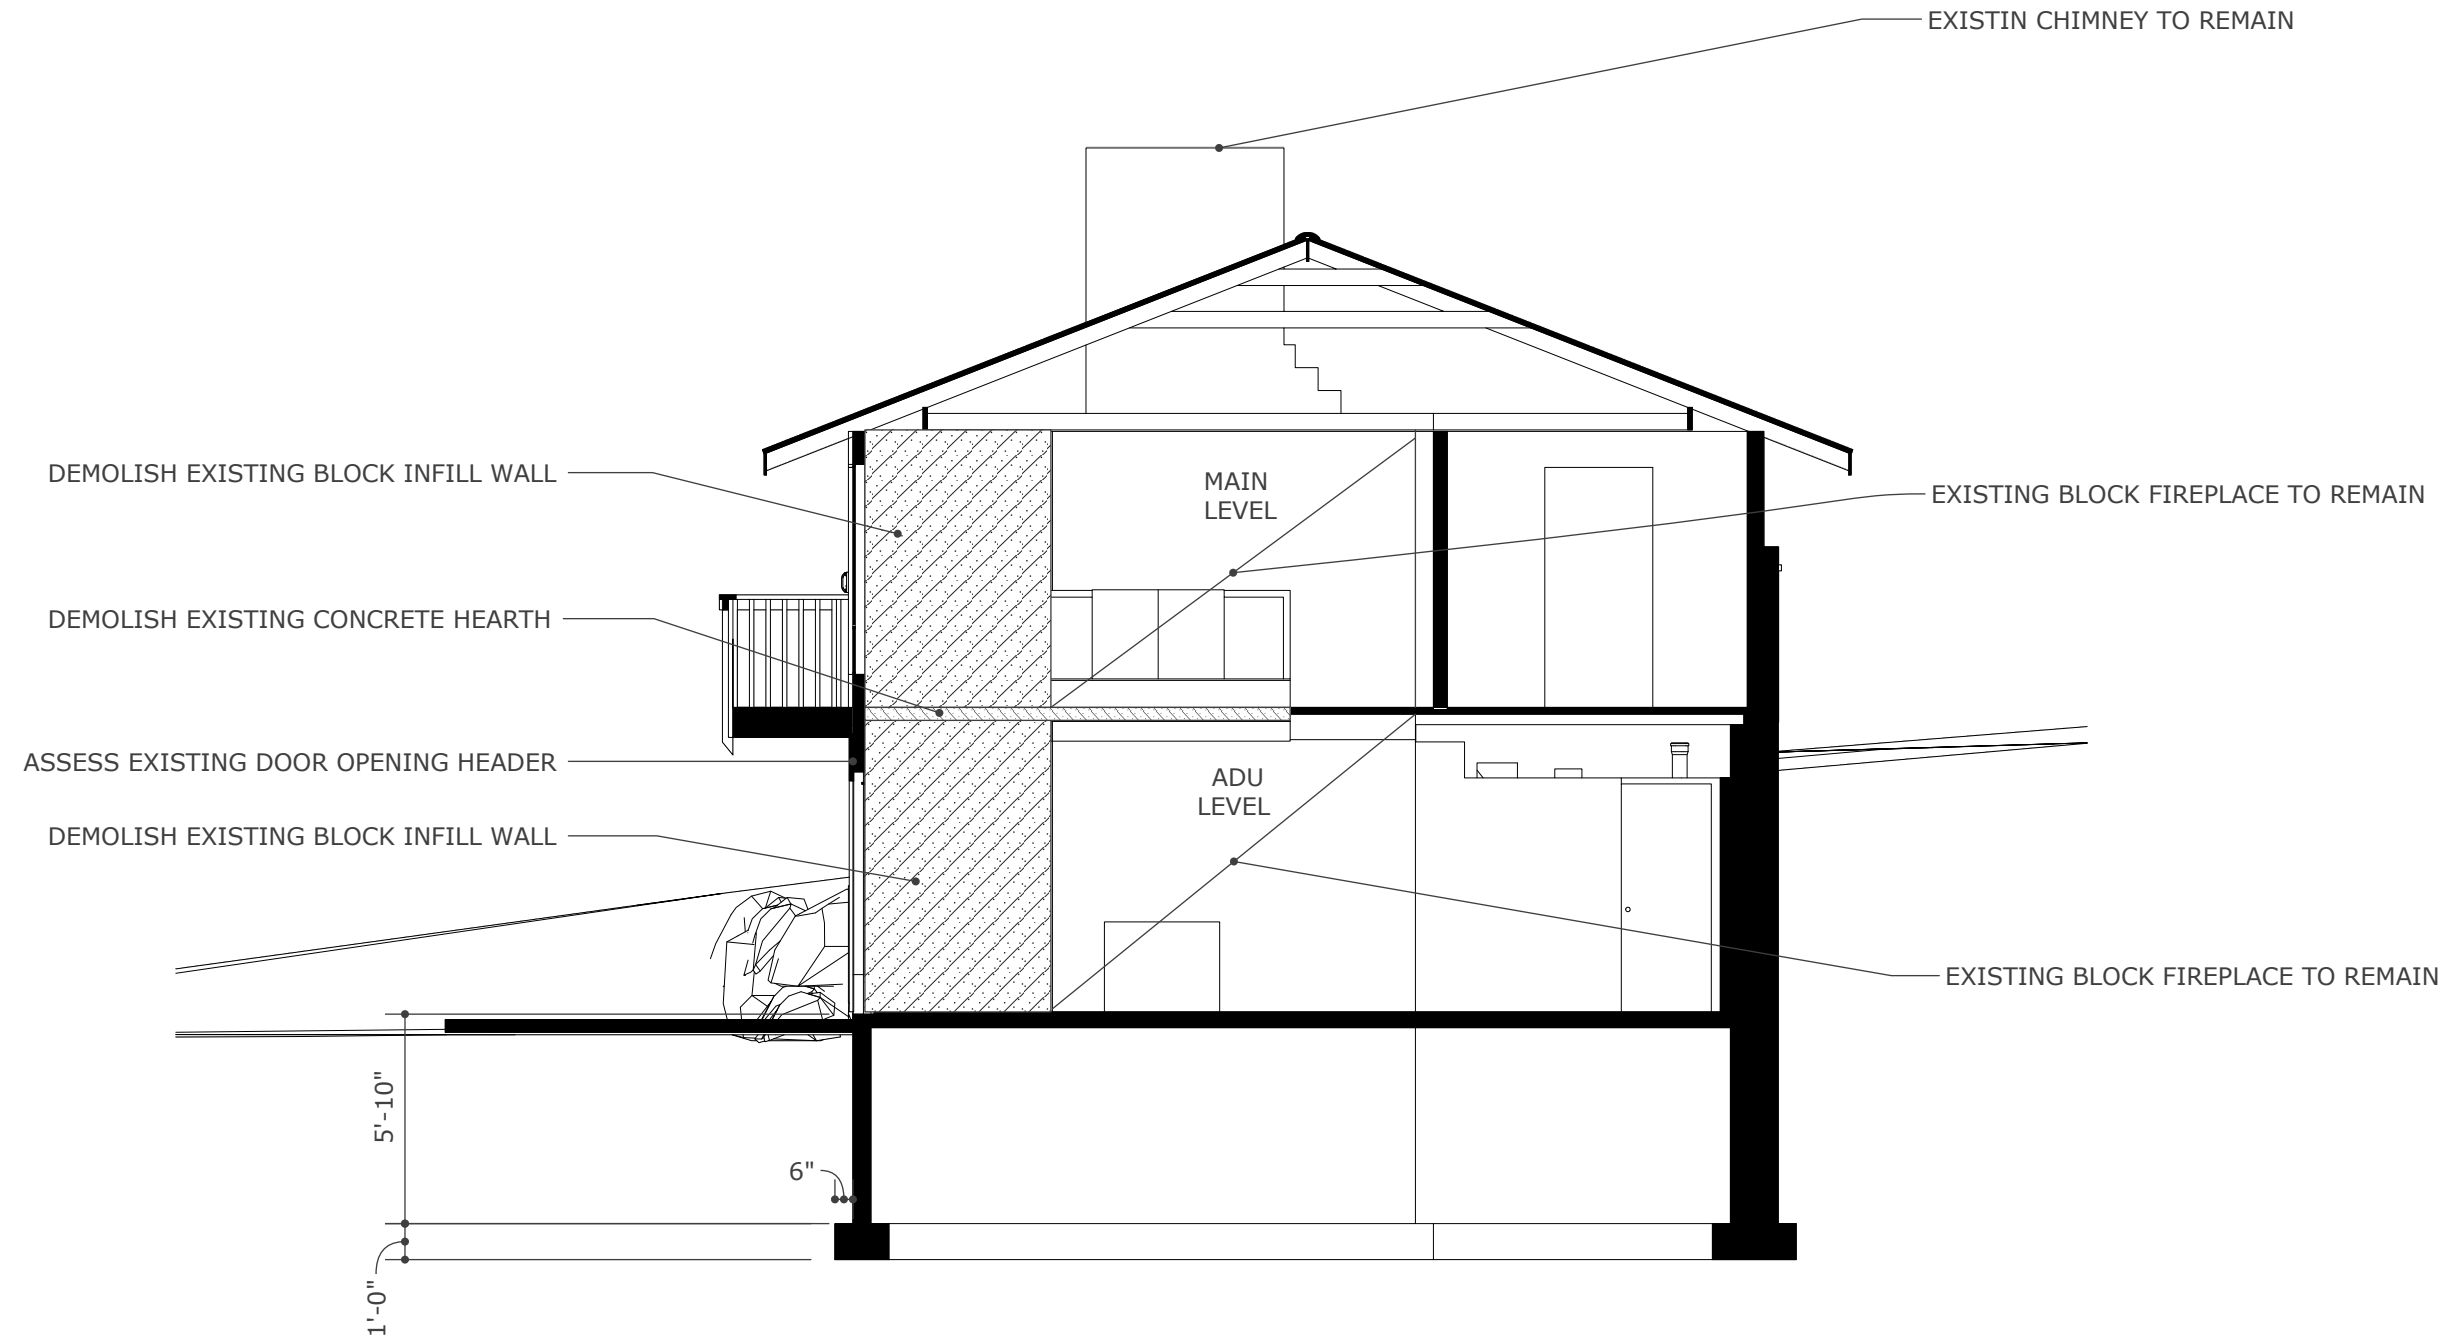 EXISTIN CHIMNEY TO REMAIN
DEMOLISH EXISTING BLOCK INFILL WALL
MAIN
LEVEL
EXISTING BLOCK FIREPLACE TO REMAIN
DEMOLISH EXISTING CONCRETE HEARTH
ASSESS EXISTING DOOR OPENING HEADER
ADU
LEVEL
DEMOLISH EXISTING BLOCK INFILL WALL
EXISTING BLOCK FIREPLACE TO REMAIN
5'-10"
6"
1'-0"